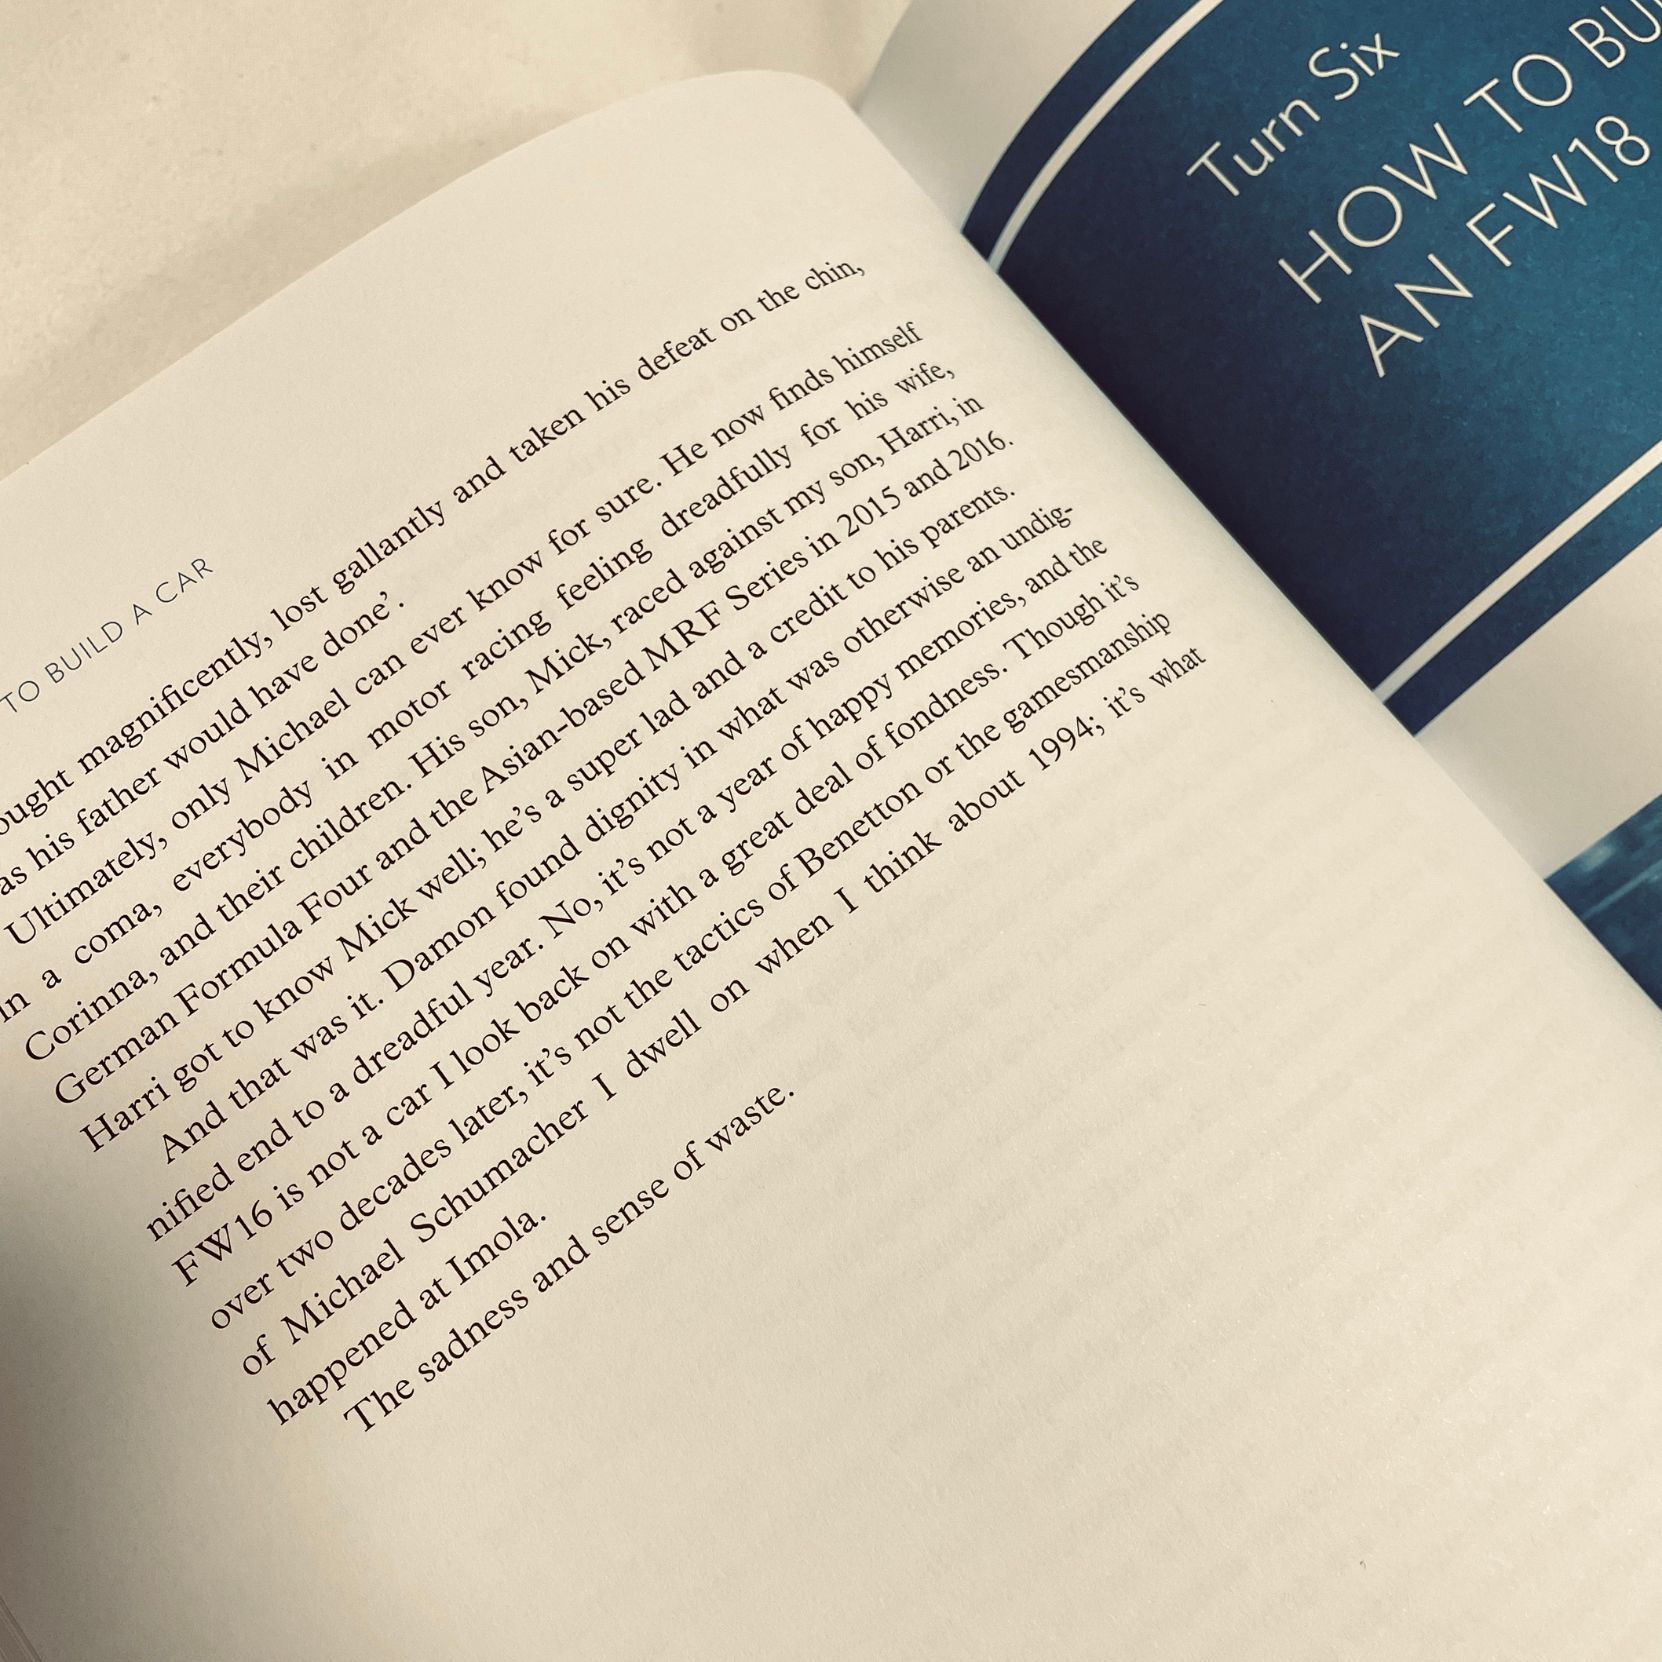 TO BUILD A CAR
ought magnificently, lost gallantly and taken his defeat on the chin,
as his father would have done’.
Ultimately, only Michael can ever know for sure. He now finds himself
in a coma, everybody in motor racing feeling dreadfully for his wife,
Corinna, and their children. His son, Mick, raced against my son, Harri, in
German Formula Four and the Asian-based MRF Series in 2015 and 2016.
Harri got to know Mick well; he’s a super lad and a credit to his parents.
And that was it. Damon found dignity in what was otherwise an undig-
nified end to a dreadful year. No, it’s not a year of happy memories, and the
FW16 is not a car I look back on with a great deal of fondness. Though it’s
over two decades later, it’s not the tactics of Benetton or the gamesmanship
of Michael Schumacher I dwell on when I think about 1994; it’s what
happened at Imola.
The sadness and sense of waste.
Turn Six
HOW TO BU
AN FW18